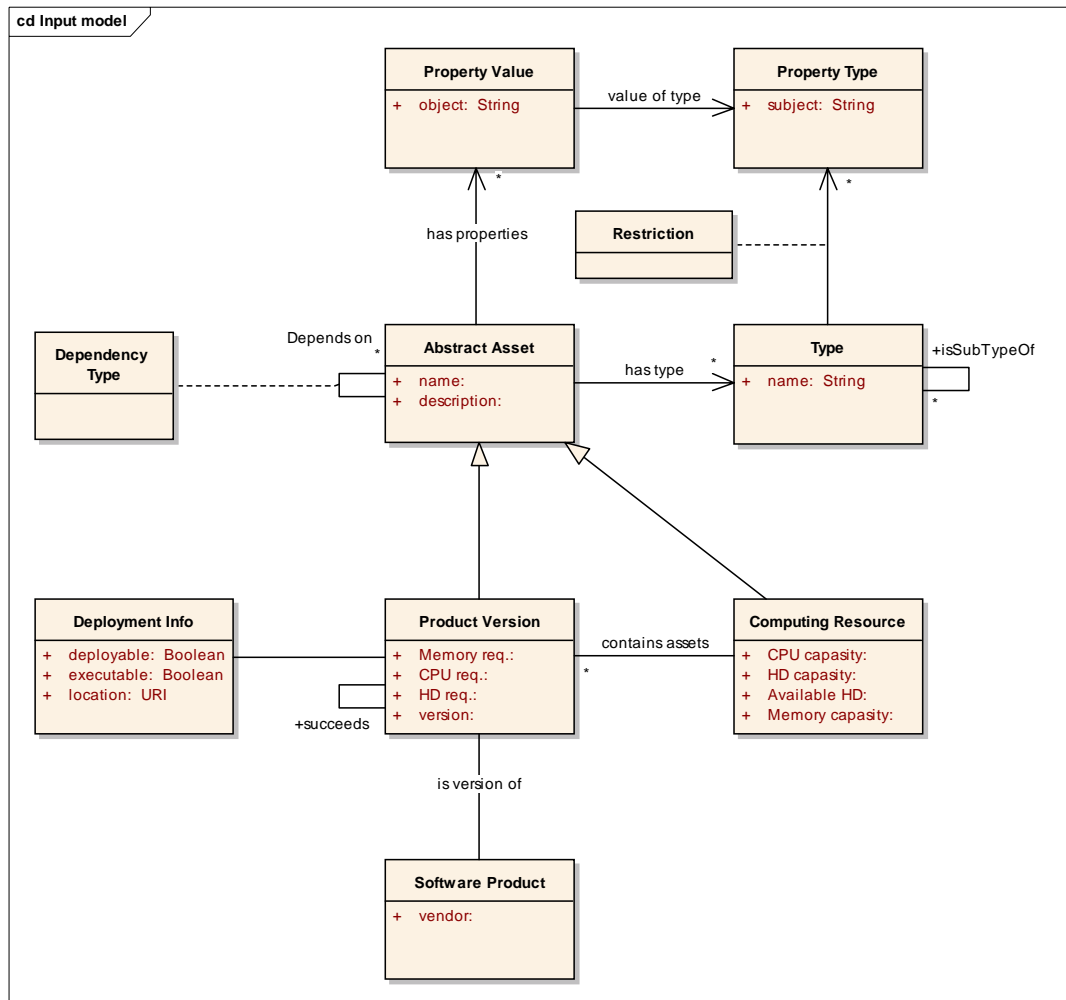 cd Input model
Property Value
+ object: String
Property Type
+ subject: String
value of type
*
*
has properties
Restriction
Depends on
*
Dependency
Type
Abstract Asset
+ name:
+ description:
has type
*
Type
+ name: String
+isSubTypeOf
*
Deployment Info
+ deployable: Boolean
+ executable: Boolean
+ location: URI
Product Version
+ Memory req.:
+ CPU req.:
+ HD req.:
+ version:
+succeeds
contains assets
*
Computing Resource
+ CPU capasity:
+ HD capasity:
+ Available HD:
+ Memory capasity:
is version of
Software Product
+ vendor: